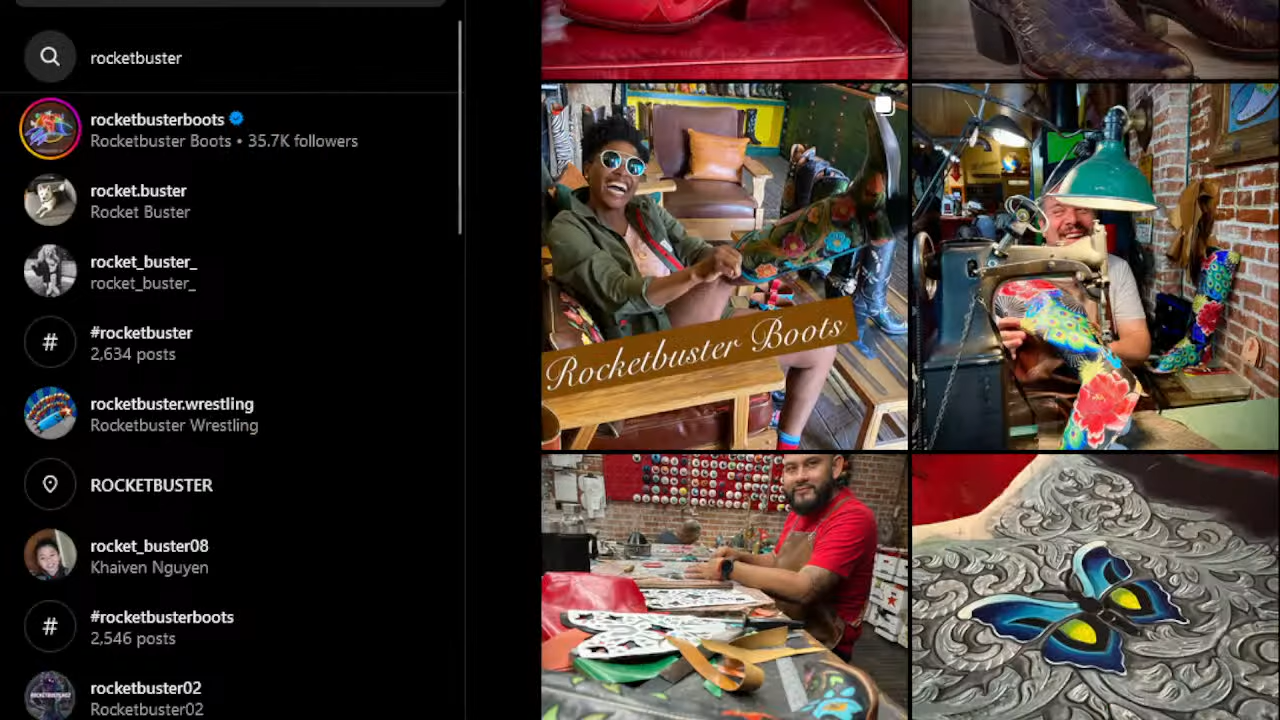 rocketbuster
rocketbusterboots
Rocketbuster Boots • 35.7K followers
rocket.buster
Rocket Buster
rocket_buster_
rocket_buster_
#rocketbuster
2,634 posts
rocketbuster.wrestling
Rocketbuster Wrestling
ROCKETBUSTER
rocket_buster08
Khaiven Nguyen
#rocketbusterboots
2,546 posts
rocketbuster02
Rocketbuster02
Rocketbuster Boots